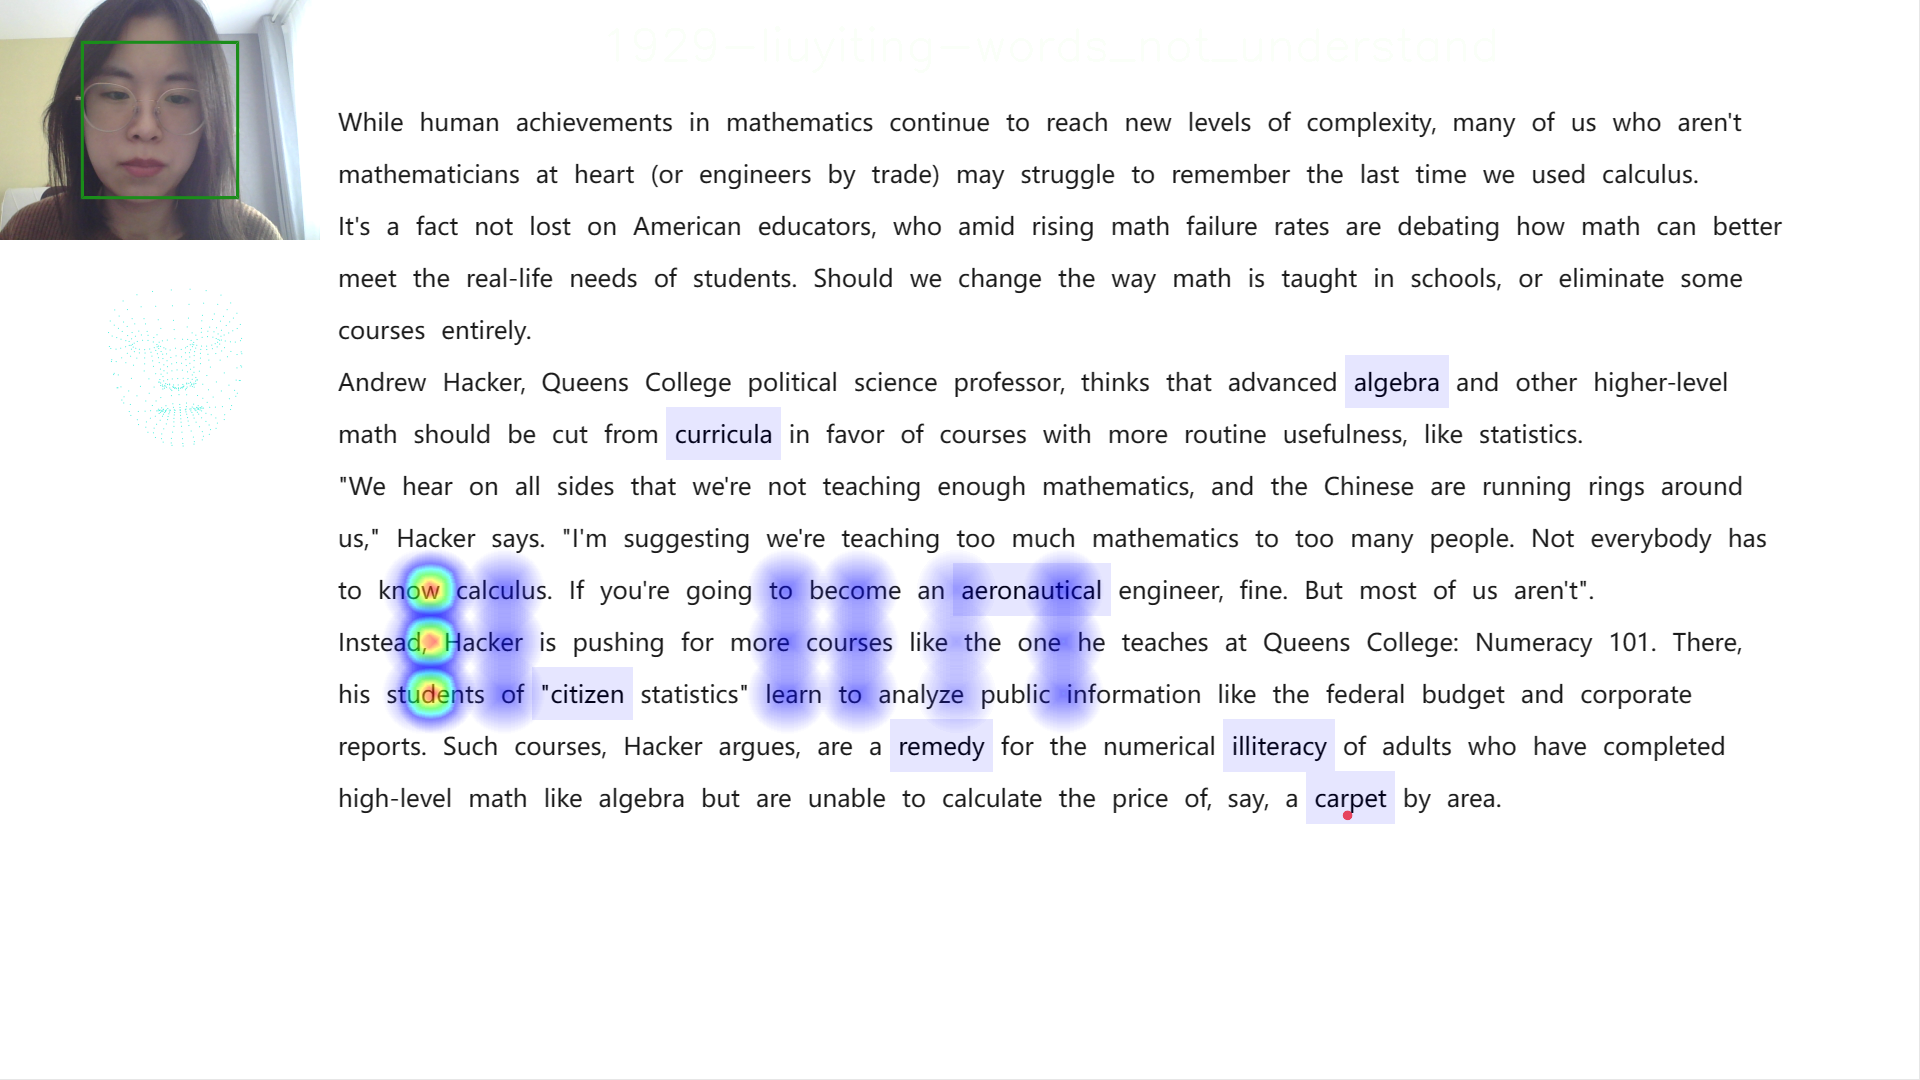 1929-liuyiting-words_not_understand
While human achievements in mathematics continue to reach new levels of complexity, many of us who aren't
mathematicians at heart (or engineers by trade) may struggle to remember the last time we used calculus.
It's a fact not lost on American educators, who amid rising math failure rates are debating how math can better
meet the real-life needs of students. Should we change the way math is taught in schools, or eliminate some
courses entirely.
Andrew Hacker, Queens College political science professor, thinks that advanced algebra and other higher-level
math should be cut from curricula in favor of courses with more routine usefulness, like statistics.
"We hear on all sides that we're not teaching enough mathematics, and the Chinese are running rings around
us," Hacker says. "I'm suggesting we're teaching too much mathematics to too many people. Not everybody has
to know calculus. If you're going to become an aeronautical engineer, fine. But most of us aren't".
Instead, Hacker is pushing for more courses like the one he teaches at Queens College: Numeracy 101. There,
his students of "citizen statistics" learn to analyze public information like the federal budget and corporate
reports. Such courses, Hacker argues, are a remedy for the numerical illiteracy of adults who have completed
high-level math like algebra but are unable to calculate the price of, say, a carpet by area.